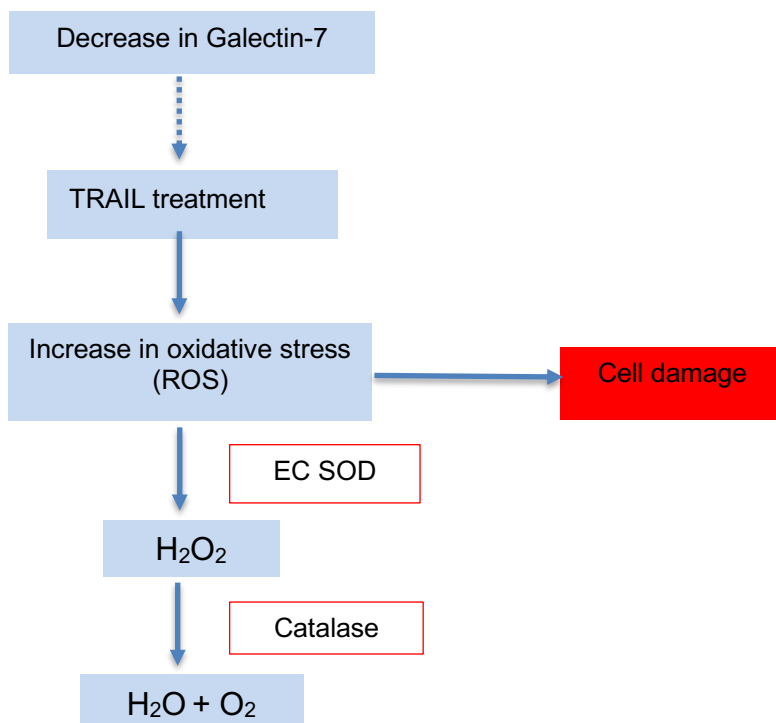 Decrease in Galectin-7
TRAIL treatment
Increase in oxidative stress
(ROS)
Cell damage
EC SOD
H₂O₂
Catalase
H₂O + O₂